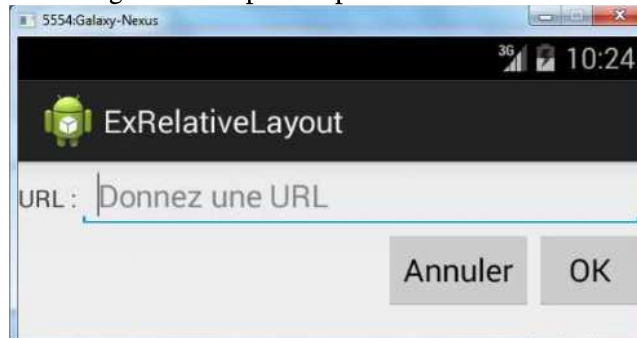 5554:Galaxy-Nexus
3G 10:24
ExRelativeLayout
URL : Donnez une URL
Annuler OK